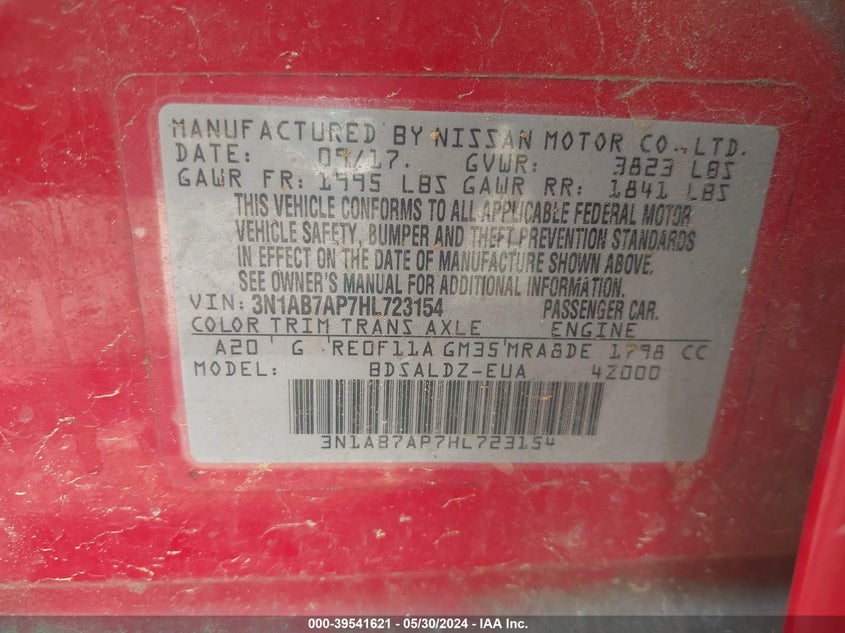 MANUFACTURED BY NISSAN MOTOR CO.,LTD.
DATE: 09/17. GVWR: 3823 LBS
GAWR FR: 1995 LBS GAWR RR: 1841 LBS
THIS VEHICLE CONFORMS TO ALL APPLICABLE FEDERAL MOTOR
VEHICLE SAFETY, BUMPER AND THEFT PREVENTION STANDARDS
IN EFFECT ON THE DATE OF MANUFACTURE SHOWN ABOVE.
SEE OWNER'S MANUAL FOR ADDITIONAL INFORMATION.
VIN: 3N1AB7AP7HL723154 PASSENGER CAR.
COLOR TRIM TRANS AXLE ENGINE
A20 G RE0F11A GM35 MRA8DE 1798 CC
MODEL: BDSALDZ-EUA 42000
3N1AB7AP7HL723154
000-39541621 - 05/30/2024 - IAA Inc.